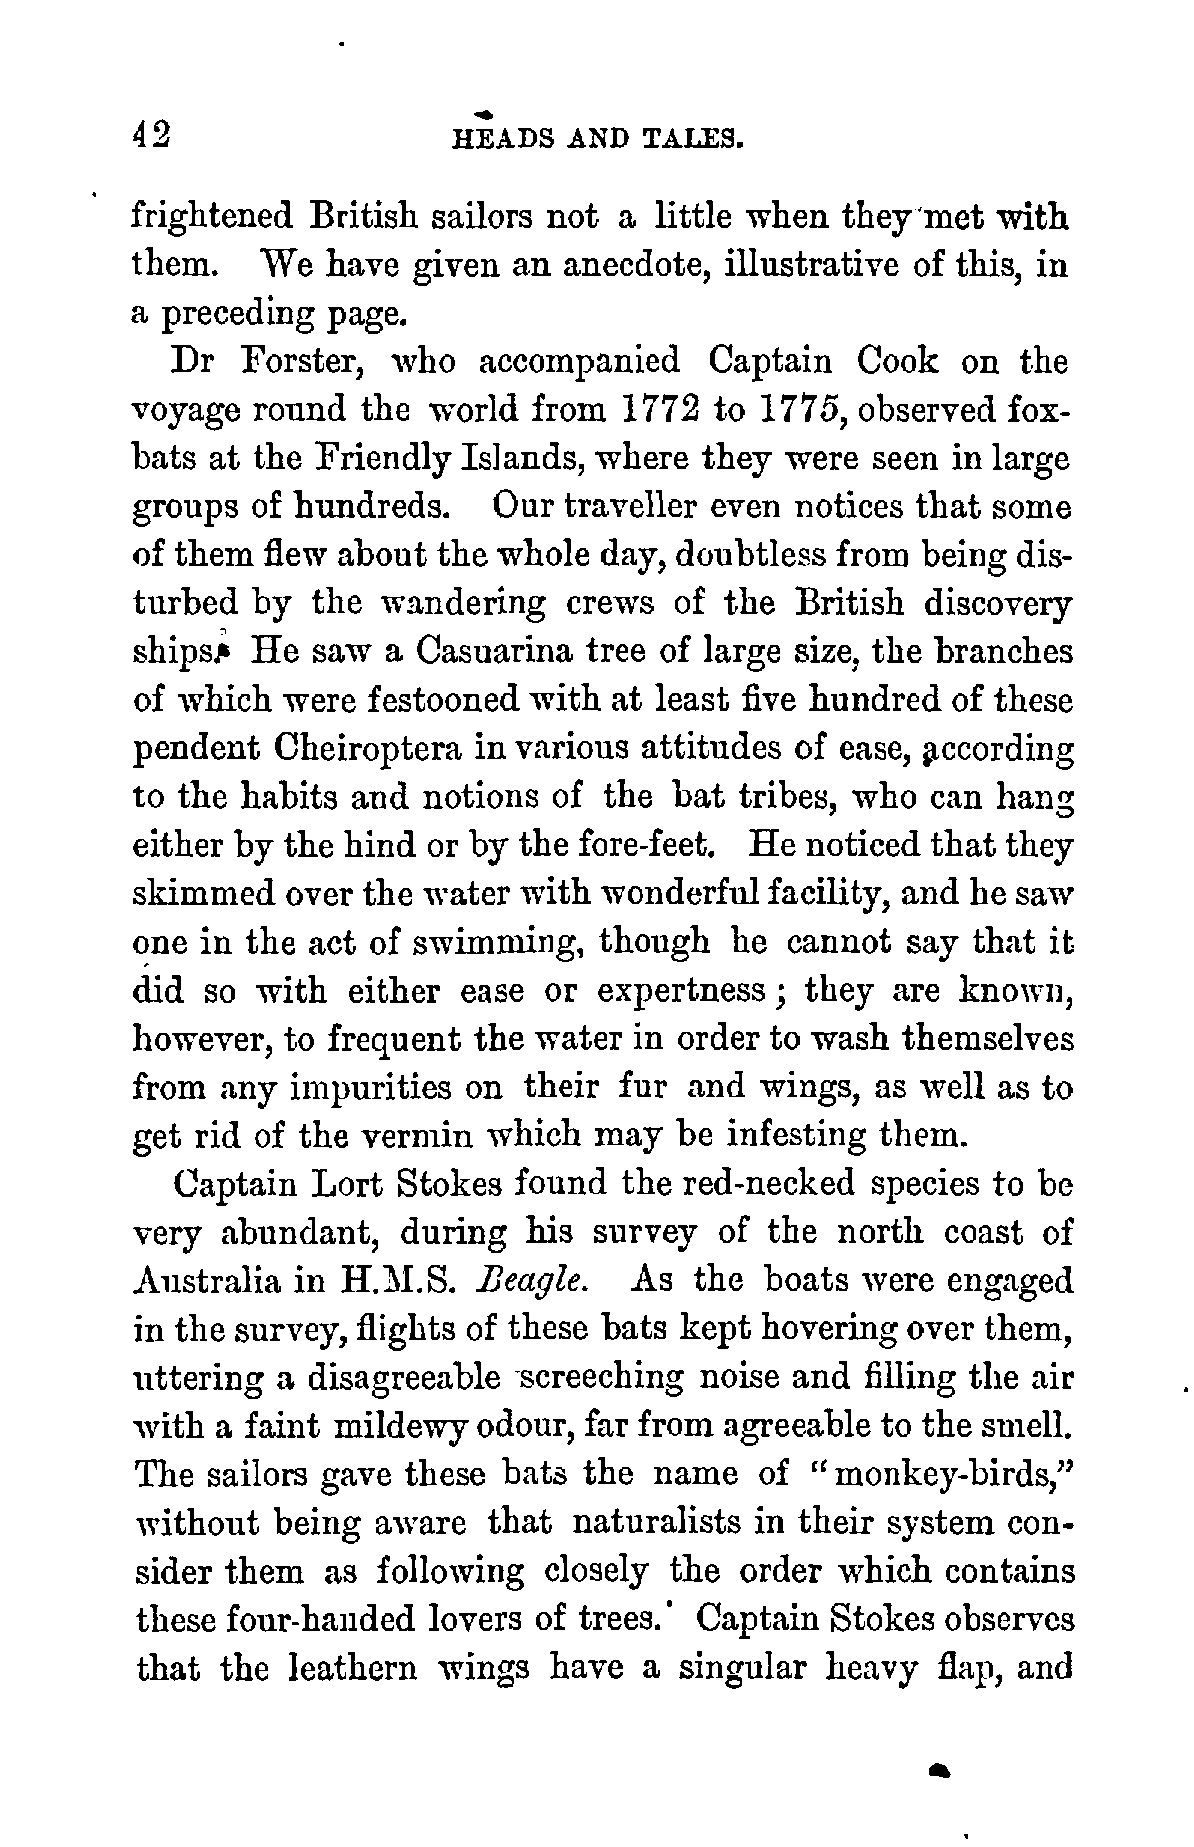 42 HEADS AND TALES.
frightened British sailors not a little when they met with
them. We have given an anecdote, illustrative of this, in
a preceding page.
Dr Forster, who accompanied Captain Cook on the
voyage round the world from 1772 to 1775, observed fox-
bats at the Friendly Islands, where they were seen in large
groups of hundreds. Our traveller even notices that some
of them flew about the whole day, doubtless from being dis-
turbed by the wandering crews of the British discovery
ships. He saw a Casuarina tree of large size, the branches
of which were festooned with at least five hundred of these
pendent Cheiroptera in various attitudes of ease, according
to the habits and notions of the bat tribes, who can hang
either by the hind or by the fore-feet. He noticed that they
skimmed over the water with wonderful facility, and he saw
one in the act of swimming, though he cannot say that it
did so with either ease or expertness; they are known,
however, to frequent the water in order to wash themselves
from any impurities on their fur and wings, as well as to
get rid of the vermin which may be infesting them.
Captain Lort Stokes found the red-necked species to be
very abundant, during his survey of the north coast of
Australia in H.M.S. Beagle. As the boats were engaged
in the survey, flights of these bats kept hovering over them,
uttering a disagreeable screeching noise and filling the air
with a faint mildewy odour, far from agreeable to the smell.
The sailors gave these bats the name of "monkey-birds,"
without being aware that naturalists in their system con-
sider them as following closely the order which contains
these four-handed lovers of trees. Captain Stokes observes
that the leathern wings have a singular heavy flap, and